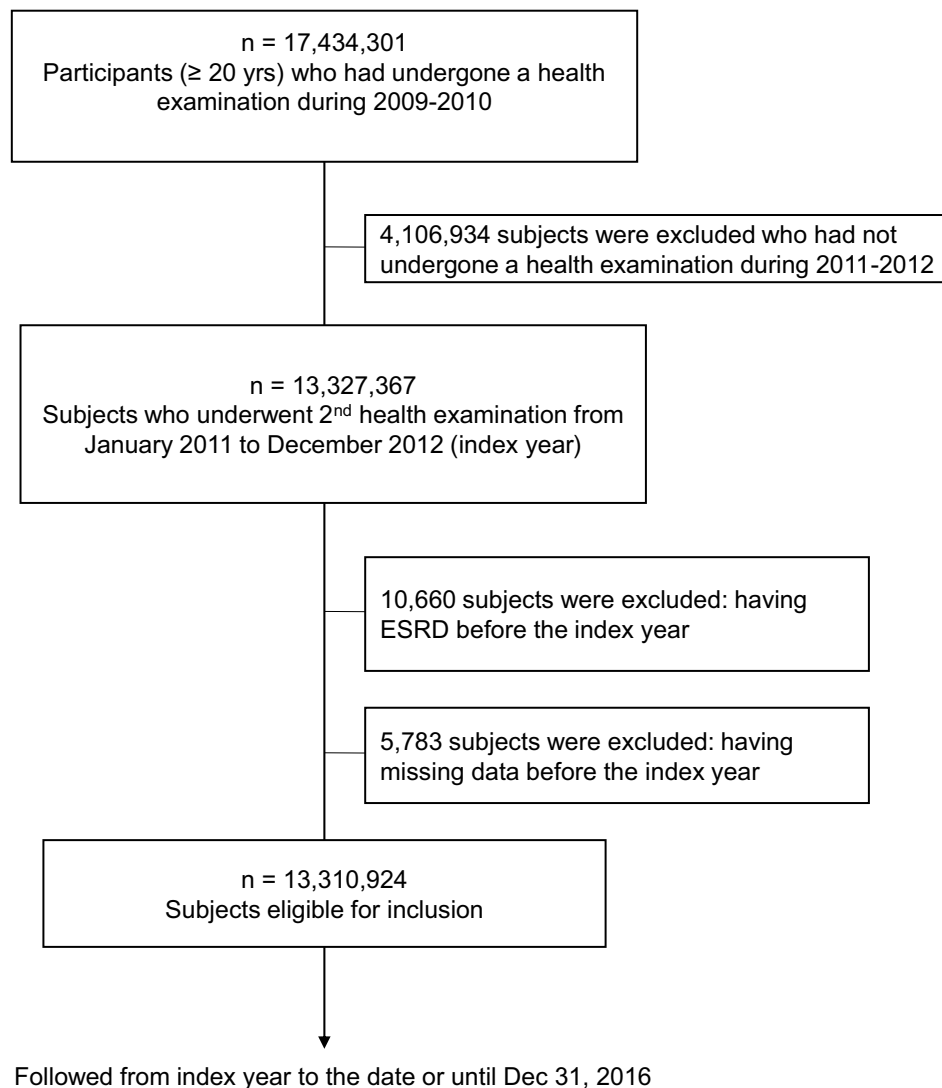 n = 17,434,301
Participants (≥ 20 yrs) who had undergone a health
examination during 2009-2010
4,106,934 subjects were excluded who had not
undergone a health examination during 2011-2012
n = 13,327,367
Subjects who underwent 2nd health examination from
January 2011 to December 2012 (index year)
10,660 subjects were excluded: having
ESRD before the index year
5,783 subjects were excluded: having
missing data before the index year
n = 13,310,924
Subjects eligible for inclusion
Followed from index year to the date or until Dec 31, 2016